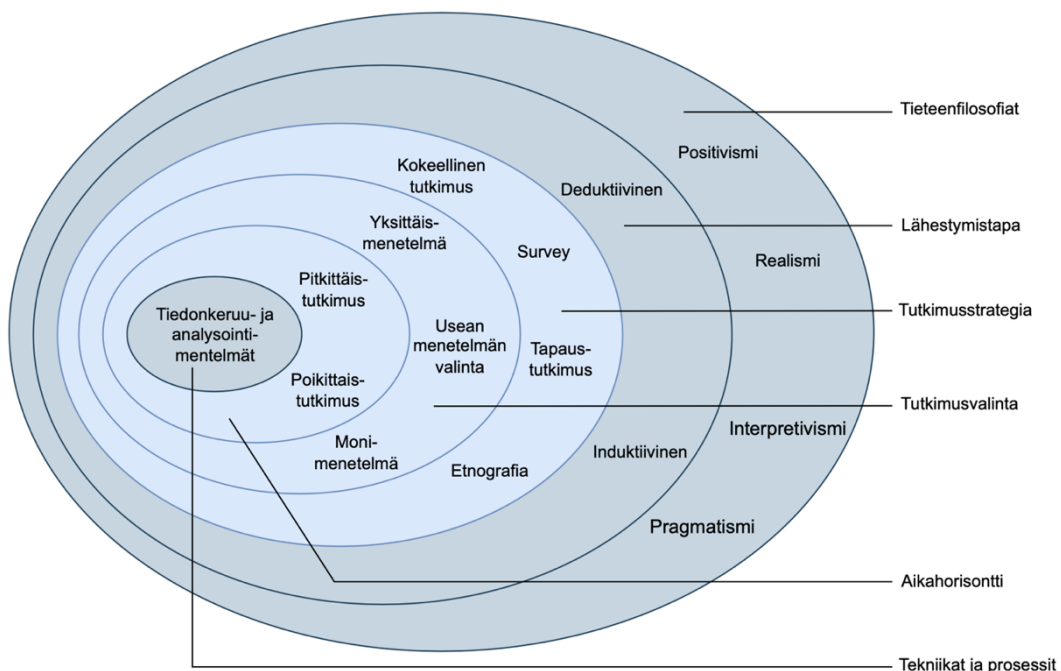 Tieteenfilosofiat
Positivismi
Kokeellinen
tutkimus
Deduktiivinen
Lähestymistapa
Yksittäis-
menetelmä
Survey
Realismi
Pitkittäis-
tutkimus
Tutkimusstrategia
Tiedonkeruu- ja
analysointi-
mentelmät
Usean
menetelmän
valinta
Tapaus-
tutkimus
Poikittais-
tutkimus
Tutkimusvalinta
Interpretivismi
Moni-
menetelmä
Induktiivinen
Etnografia
Pragmatismi
Aikahorisontti
Tekniikat ja prosessit